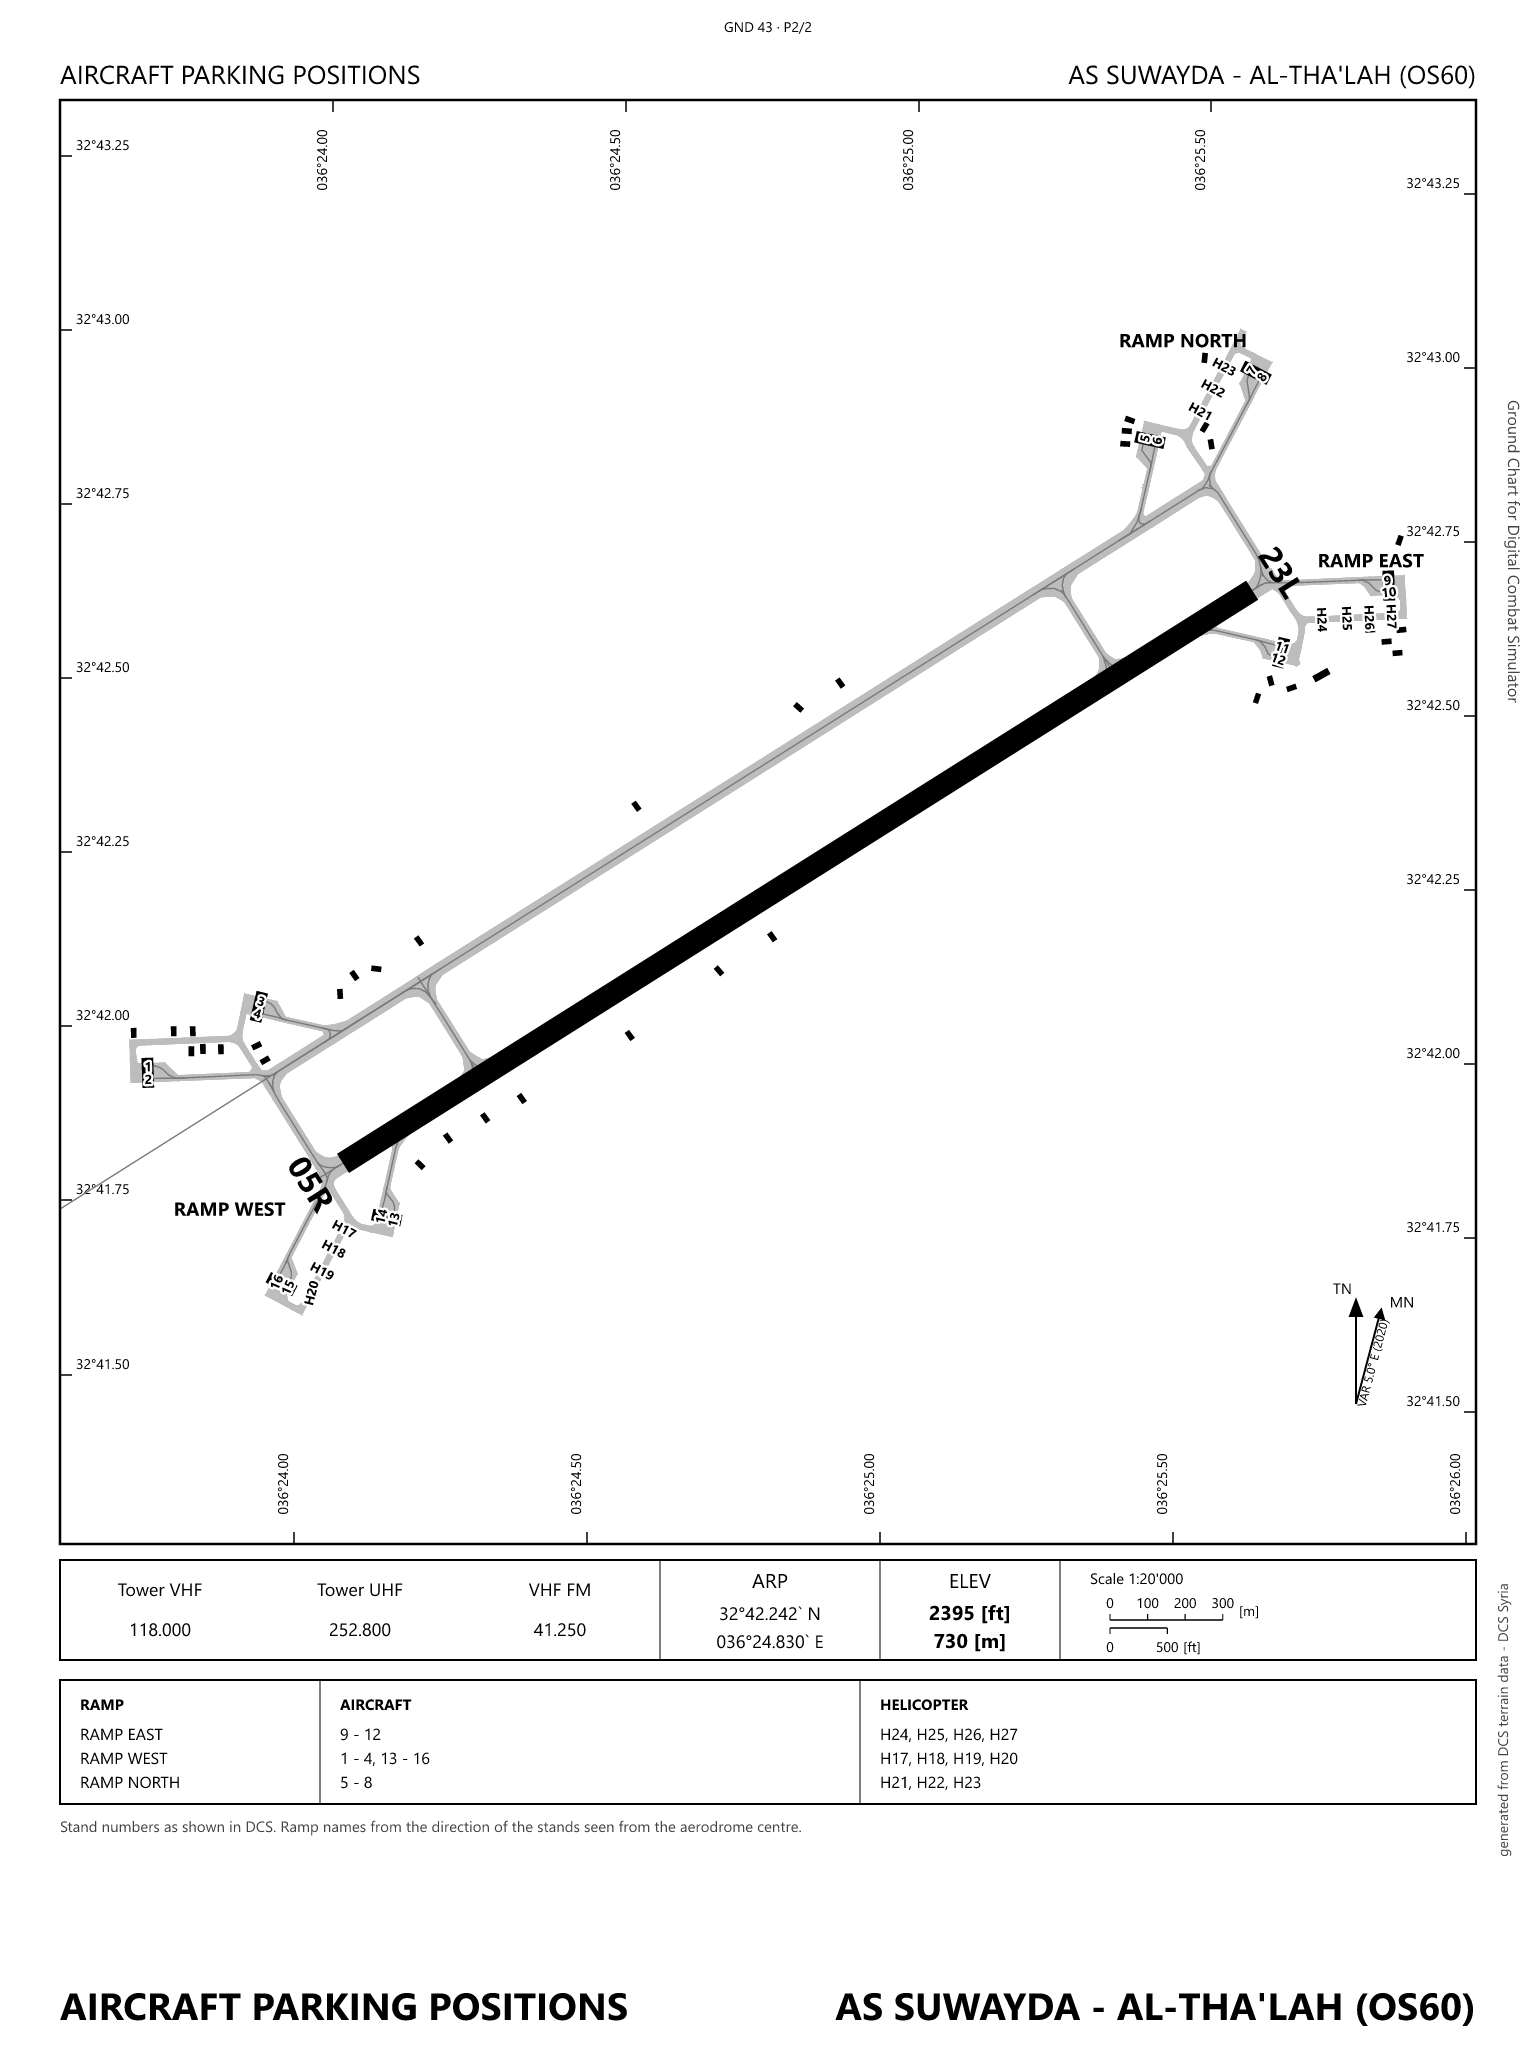 GND 43 · P2/2
AIRCRAFT PARKING POSITIONS
AS SUWAYDA - AL-THA'LAH (OS60)
036°24.00
036°24.50
036°25.00
036°25.50
32°43.25
32°43.25
32°43.00
32°43.00
32°42.75
32°42.75
32°42.50
32°42.50
32°42.25
32°42.25
32°42.00
32°42.00
32°41.75
32°41.75
32°41.50
32°41.50
RAMP NORTH
H23
7
8
H22
H21
5
6
23L
RAMP EAST
9
10
H24
H25
H26
H27
11
12
3
4
1
2
05R
RAMP WEST
14
13
H17
H18
H19
H20
16
15
TN
MN
VAR 5.0° E (2020)
036°24.00
036°24.50
036°25.00
036°25.50
036°26.00
Ground Chart for Digital Combat Simulator
generated from DCS terrain data - DCS Syria
Tower VHF
118.000
Tower UHF
252.800
VHF FM
41.250
ARP
32°42.242` N
036°24.830` E
ELEV
2395 [ft]
730 [m]
Scale 1:20'000
0 100 200 300 [m]
0 500 [ft]
RAMP AIRCRAFT HELICOPTER
RAMP EAST 9 - 12 H24, H25, H26, H27
RAMP WEST 1 - 4, 13 - 16 H17, H18, H19, H20
RAMP NORTH 5 - 8 H21, H22, H23
Stand numbers as shown in DCS. Ramp names from the direction of the stands seen from the aerodrome centre.
AIRCRAFT PARKING POSITIONS
AS SUWAYDA - AL-THA'LAH (OS60)